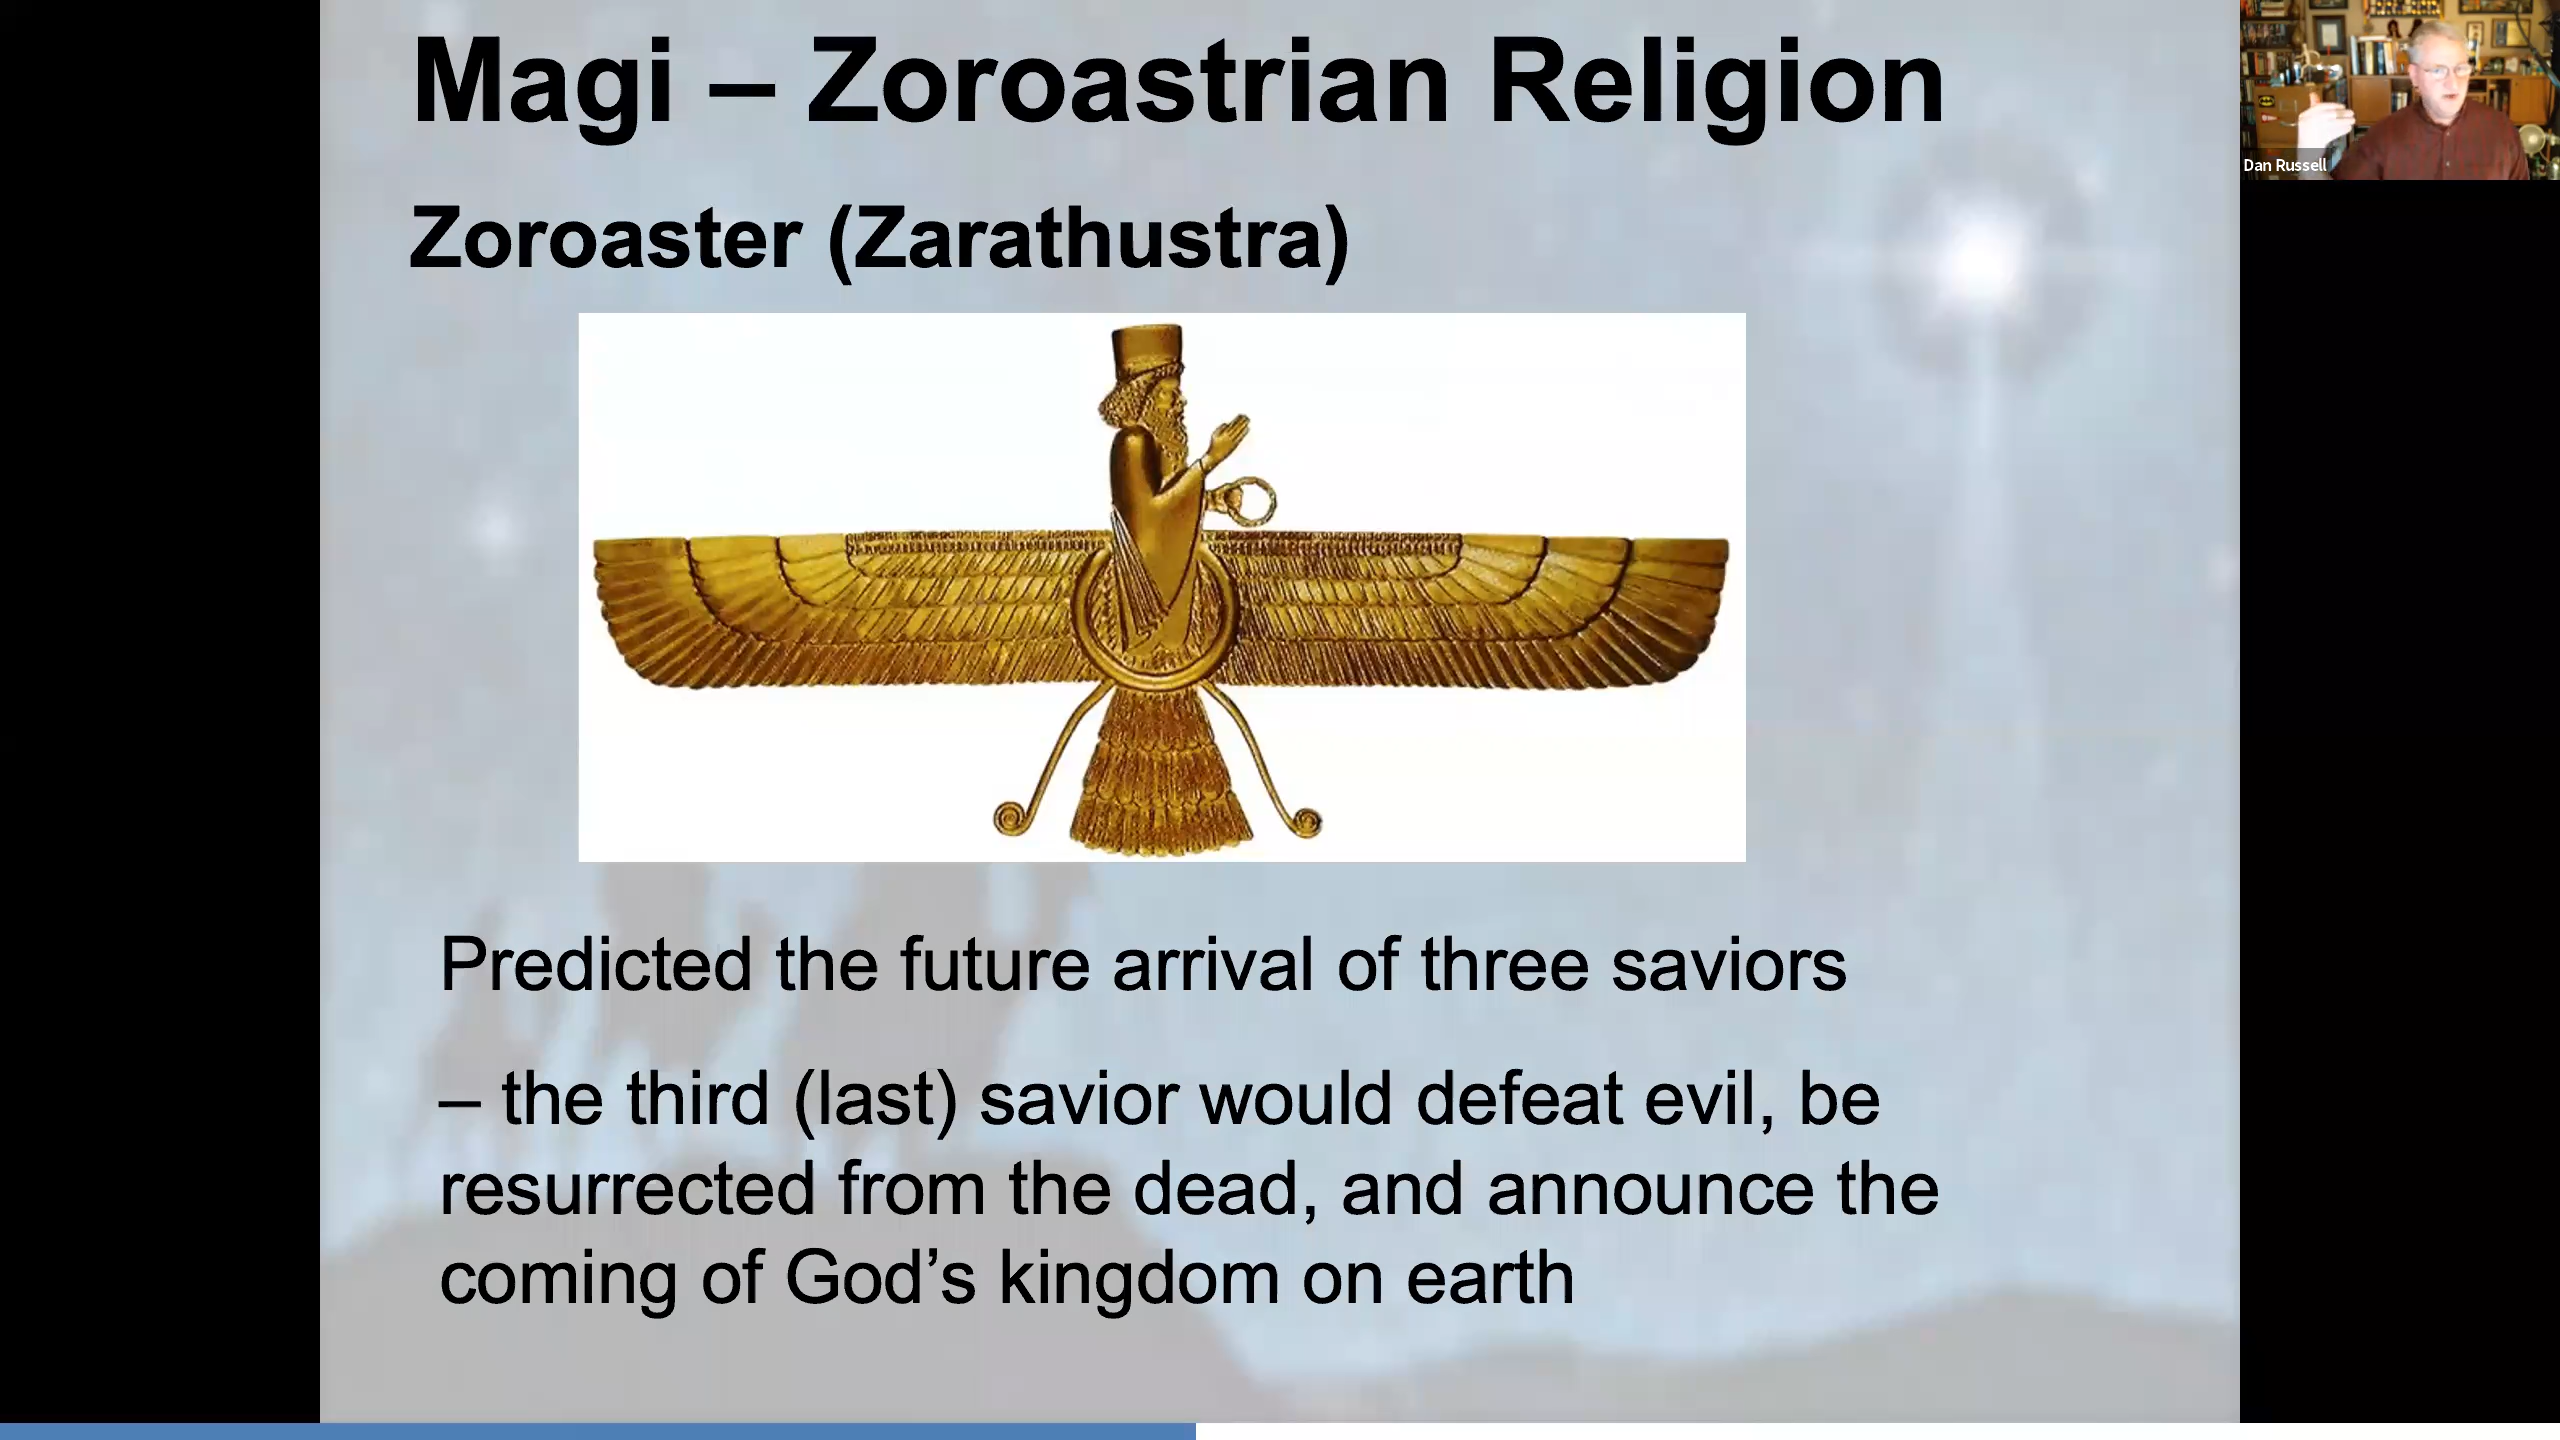 Magi – Zoroastrian Religion
Zoroaster (Zarathustra)
Predicted the future arrival of three saviors
– the third (last) savior would defeat evil, be
resurrected from the dead, and announce the
coming of God’s kingdom on earth
Dan Russell